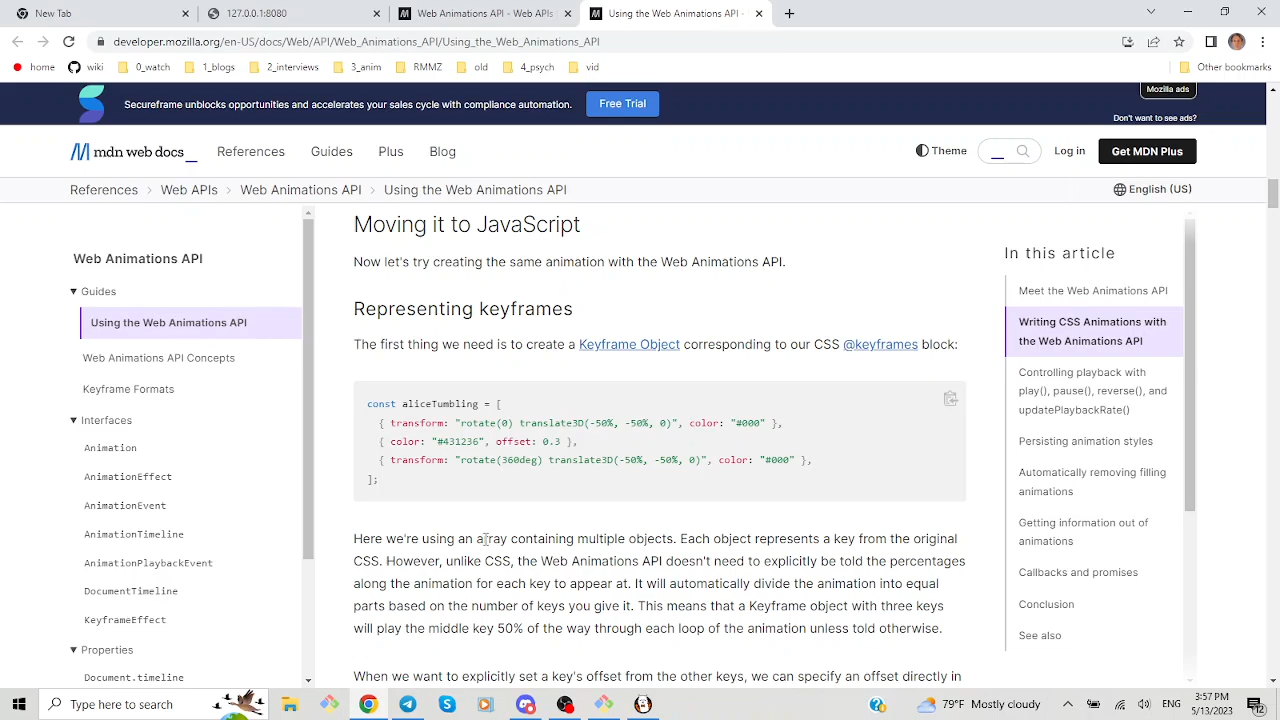 New Tab
127.0.0.1:8080
Web Animations API - Web APIs
Using the Web Animations API -
developer.mozilla.org/en-US/docs/Web/API/Web_Animations_API/Using_the_Web_Animations_API
home
wiki
0_watch
1_blogs
2_interviews
3_anim
RMMZ
old
4_psych
vid
Other bookmarks
Secureframe unblocks opportunities and accelerates your sales cycle with compliance automation.
Free Trial
Mozilla ads
Don't want to see ads?
mdn web docs_
References
Guides
Plus
Blog
Theme
Log in
Get MDN Plus
References > Web APIs > Web Animations API > Using the Web Animations API
English (US)
Web Animations API
Guides
Using the Web Animations API
Web Animations API Concepts
Keyframe Formats
Interfaces
Animation
AnimationEffect
AnimationEvent
AnimationTimeline
AnimationPlaybackEvent
DocumentTimeline
KeyframeEffect
Properties
Document.timeline
Moving it to JavaScript
Now let's try creating the same animation with the Web Animations API.
Representing keyframes
The first thing we need is to create a Keyframe Object corresponding to our CSS @keyframes block:
const aliceTumbling = [
{ transform: "rotate(0) translate3D(-50%, -50%, 0)", color: "#000" },
{ color: "#431236", offset: 0.3 },
{ transform: "rotate(360deg) translate3D(-50%, -50%, 0)", color: "#000" },
];
Here we're using an array containing multiple objects. Each object represents a key from the original
CSS. However, unlike CSS, the Web Animations API doesn't need to explicitly be told the percentages
along the animation for each key to appear at. It will automatically divide the animation into equal
parts based on the number of keys you give it. This means that a Keyframe object with three keys
will play the middle key 50% of the way through each loop of the animation unless told otherwise.
When we want to explicitly set a key's offset from the other keys, we can specify an offset directly in
In this article
Meet the Web Animations API
Writing CSS Animations with
the Web Animations API
Controlling playback with
play(), pause(), reverse(), and
updatePlaybackRate()
Persisting animation styles
Automatically removing filling
animations
Getting information out of
animations
Callbacks and promises
Conclusion
See also
Type here to search
79°F Mostly cloudy
ENG
3:57 PM
5/13/2023
12